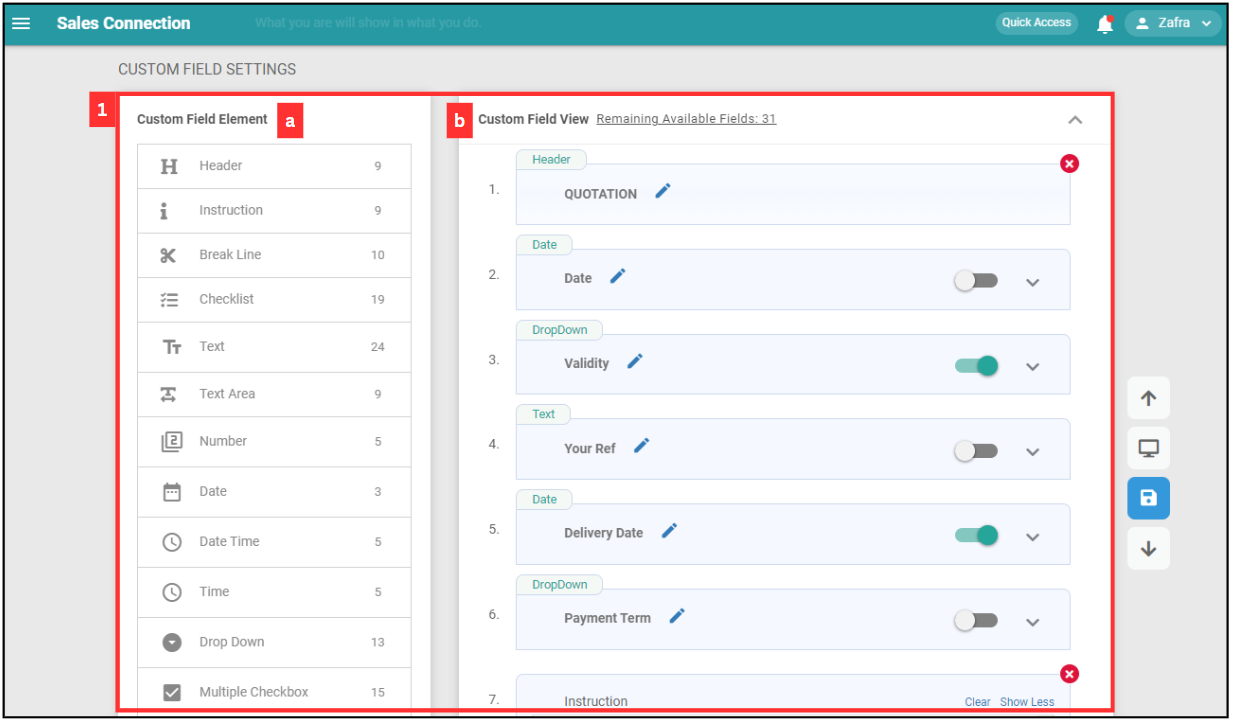 Sales Connection What you are will show in what you do. Quick Access Zafra
CUSTOM FIELD SETTINGS
1
Custom Field Element a
H Header 9
i Instruction 9
Break Line 10
Checklist 19
TT Text 24
T Text Area 9
2 Number 5
Date 3
Date Time 5
Time 5
Drop Down 13
Multiple Checkbox 15
b Custom Field View Remaining Available Fields: 31
Header
1. QUOTATION
Date
2. Date
DropDown
3. Validity
Text
4. Your Ref
Date
5. Delivery Date
DropDown
6. Payment Term
7. Instruction Clear Show Less